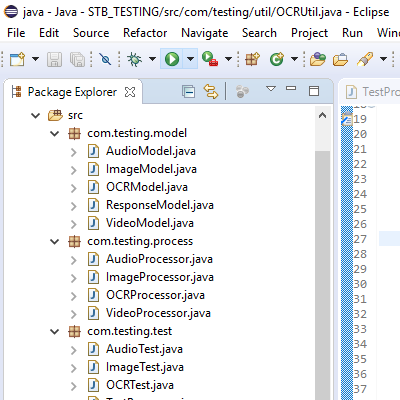 java - Java - STB_TESTING/src/com/testing/util/OCRUtil.java - Eclipse
File Edit Source Refactor Navigate Search Project Run Win
Package Explorer
TestPro
src
com.testing.model
AudioModel.java
ImageModel.java
OCRModel.java
ResponseModel.java
VideoModel.java
com.testing.process
AudioProcessor.java
ImageProcessor.java
OCRProcessor.java
VideoProcessor.java
com.testing.test
AudioTest.java
ImageTest.java
OCRTest.java
19
20
21
22
23
24
25
26
27
28
29
30
31
32
33
34
35
36
37